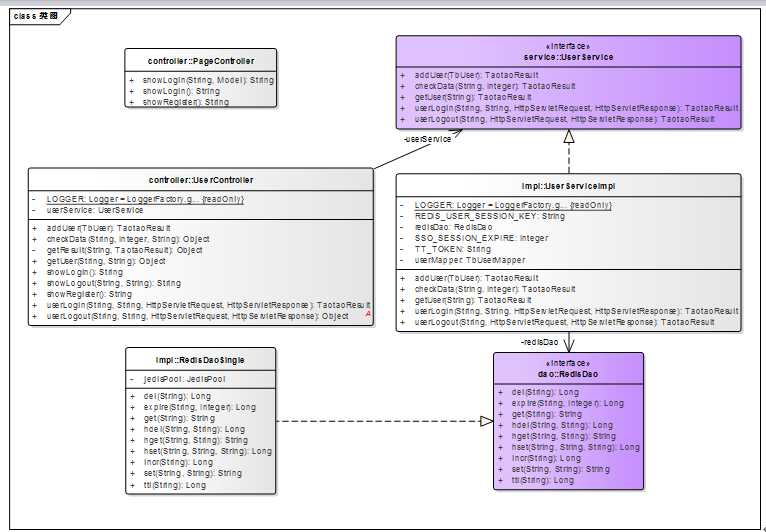 class 类图
controller::PageController
+ showLogin(String, Model): String
+ showLogin(): String
+ showRegister(): String
«interface»
service::UserService
+ addUser(TbUser): TaotaoResult
+ checkData(String, Integer): TaotaoResult
+ getUser(String): TaotaoResult
+ userLogin(String, String, HttpServletRequest, HttpServletResponse): TaotaoResult
+ userLogout(String, HttpServletRequest, HttpServletResponse): TaotaoResult
-userService
controller::UserController
- LOGGER: Logger = LoggerFactory.g... {readOnly}
- userService: UserService
+ addUser(TbUser): TaotaoResult
+ checkData(String, Integer, String): Object
- getResult(String, TaotaoResult): Object
+ getUser(String, String): Object
+ showLogin(): String
+ showLogout(String, String): String
+ showRegister(): String
+ userLogin(String, String, HttpServletRequest, HttpServletResponse): TaotaoResult
+ userLogout(String, String, HttpServletRequest, HttpServletResponse): Object
impl::UserServiceImpl
- LOGGER: Logger = LoggerFactory.g... {readOnly}
- REDIS_USER_SESSION_KEY: String
- redisDao: RedisDao
- SSO_SESSION_EXPIRE: Integer
- TT_TOKEN: String
- userMapper: TbUserMapper
+ addUser(TbUser): TaotaoResult
+ checkData(String, Integer): TaotaoResult
+ getUser(String): TaotaoResult
+ userLogin(String, String, HttpServletRequest, HttpServletResponse): TaotaoResult
+ userLogout(String, HttpServletRequest, HttpServletResponse): TaotaoResult
-redisDao
impl::RedisDaoSingle
- jedisPool: JedisPool
+ del(String): Long
+ expire(String, Integer): Long
+ get(String): String
+ hdel(String, String): Long
+ hget(String, String): String
+ hset(String, String, String): Long
+ incr(String): Long
+ set(String, String): String
+ ttl(String): Long
«interface»
dao::RedisDao
+ del(String): Long
+ expire(String, Integer): Long
+ get(String): String
+ hdel(String, String): Long
+ hget(String, String): String
+ hset(String, String, String): Long
+ incr(String): Long
+ set(String, String): String
+ ttl(String): Long